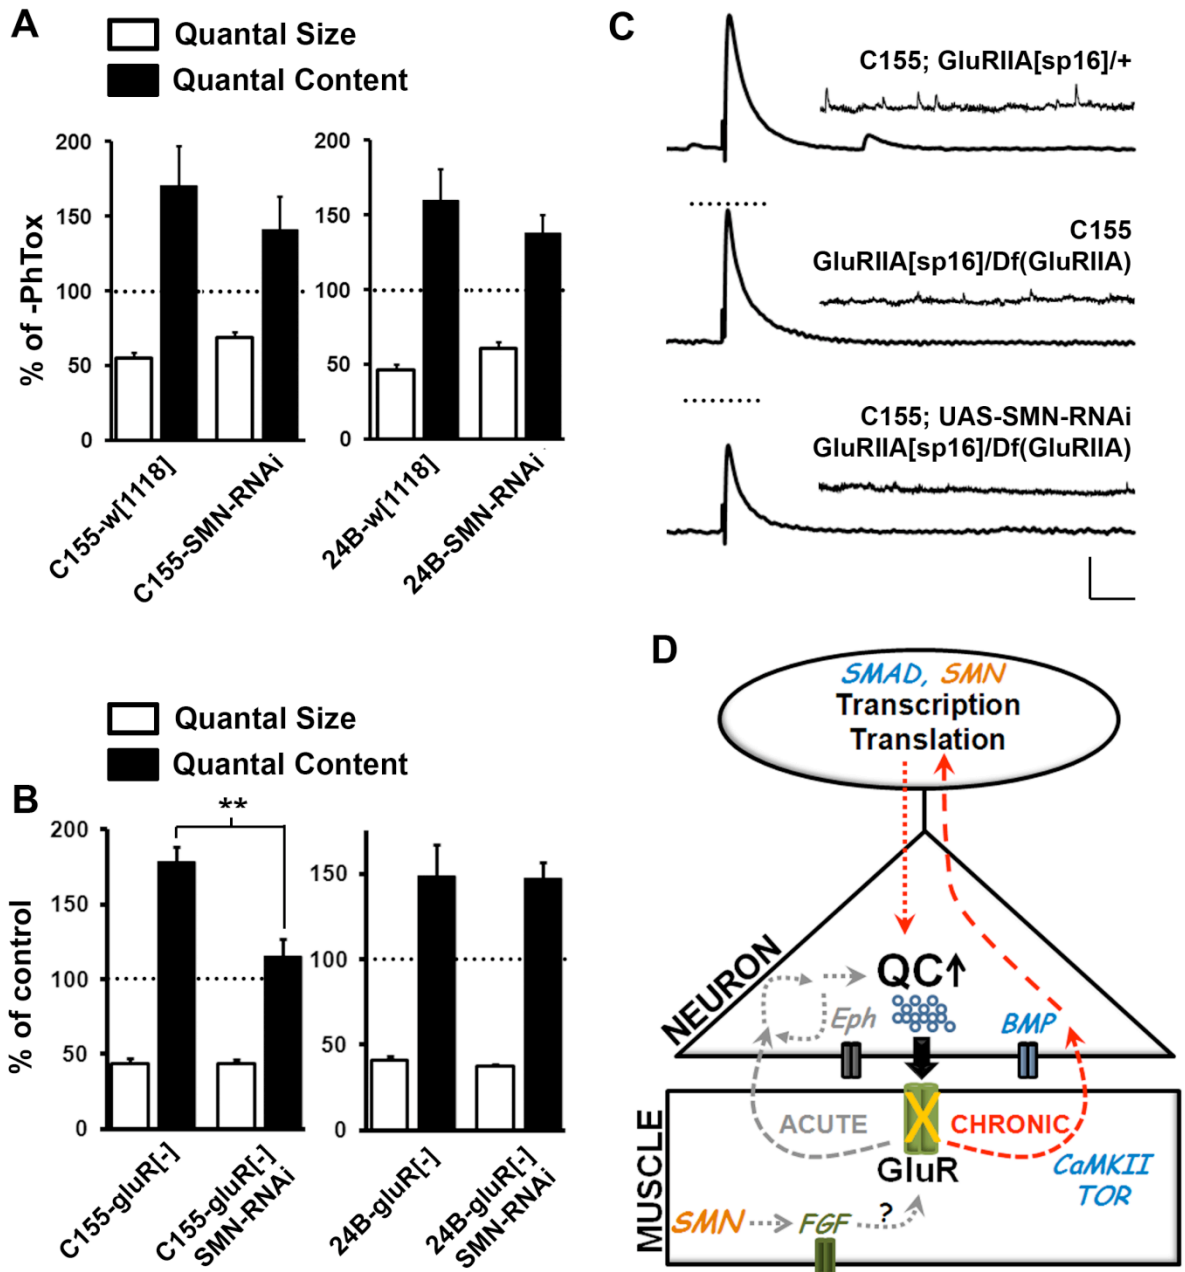 A
Quantal Size
Quantal Content
% of -PhTox
200
150
100
50
0
C155-w[1118]
C155-SMN-RNAi
200
150
100
50
0
24B-w[1118]
24B-SMN-RNAi
B
Quantal Size
Quantal Content
**
% of control
200
150
100
50
0
C155-gluR[-]
C155-gluR[-]
SMN-RNAi
150
100
50
0
24B-gluR[-]
24B-gluR[-]
SMN-RNAi
C
C155; GluRIIA[sp16]/+
C155
GluRIIA[sp16]/Df(GluRIIA)
C155; UAS-SMN-RNAi
GluRIIA[sp16]/Df(GluRIIA)
D
SMAD, SMN
Transcription
Translation
NEURON
QC↑
Eph
BMP
MUSCLE
ACUTE
X
CHRONIC
GluR
CaMKII
TOR
SMN
FGF
?